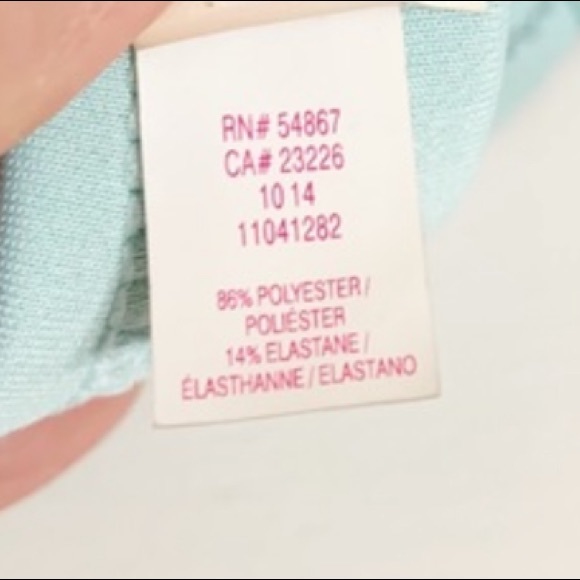 RN# 54867
CA# 23226
10 14
11041282
86% POLYESTER /
POLIÉSTER
14% ELASTANE /
ÉLASTHANNE / ELASTANO